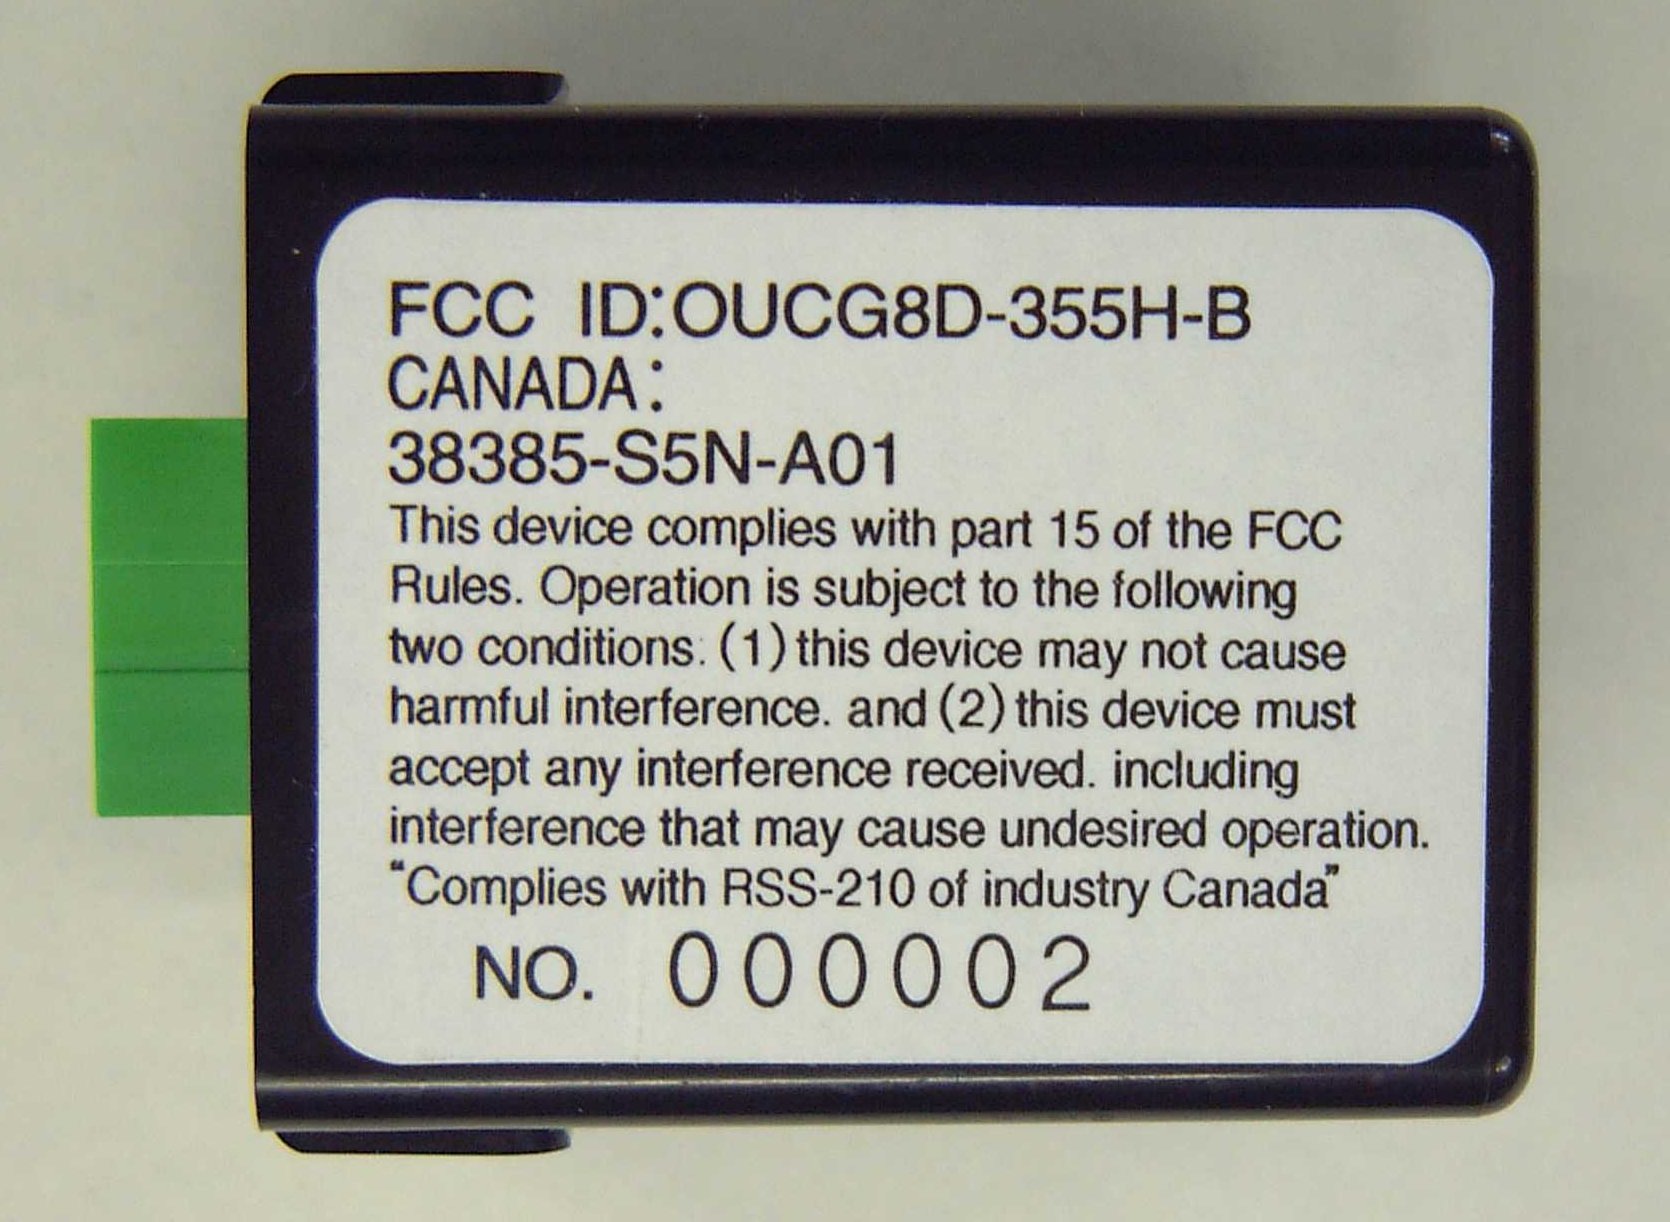 FCC ID:OUCG8D-355H-B
CANADA:
38385-S5N-A01
This device complies with part 15 of the FCC
Rules. Operation is subject to the following
two conditions: (1) this device may not cause
harmful interference. and (2) this device must
accept any interference received. including
interference that may cause undesired operation.
“Complies with RSS-210 of industry Canada”
NO. 000002